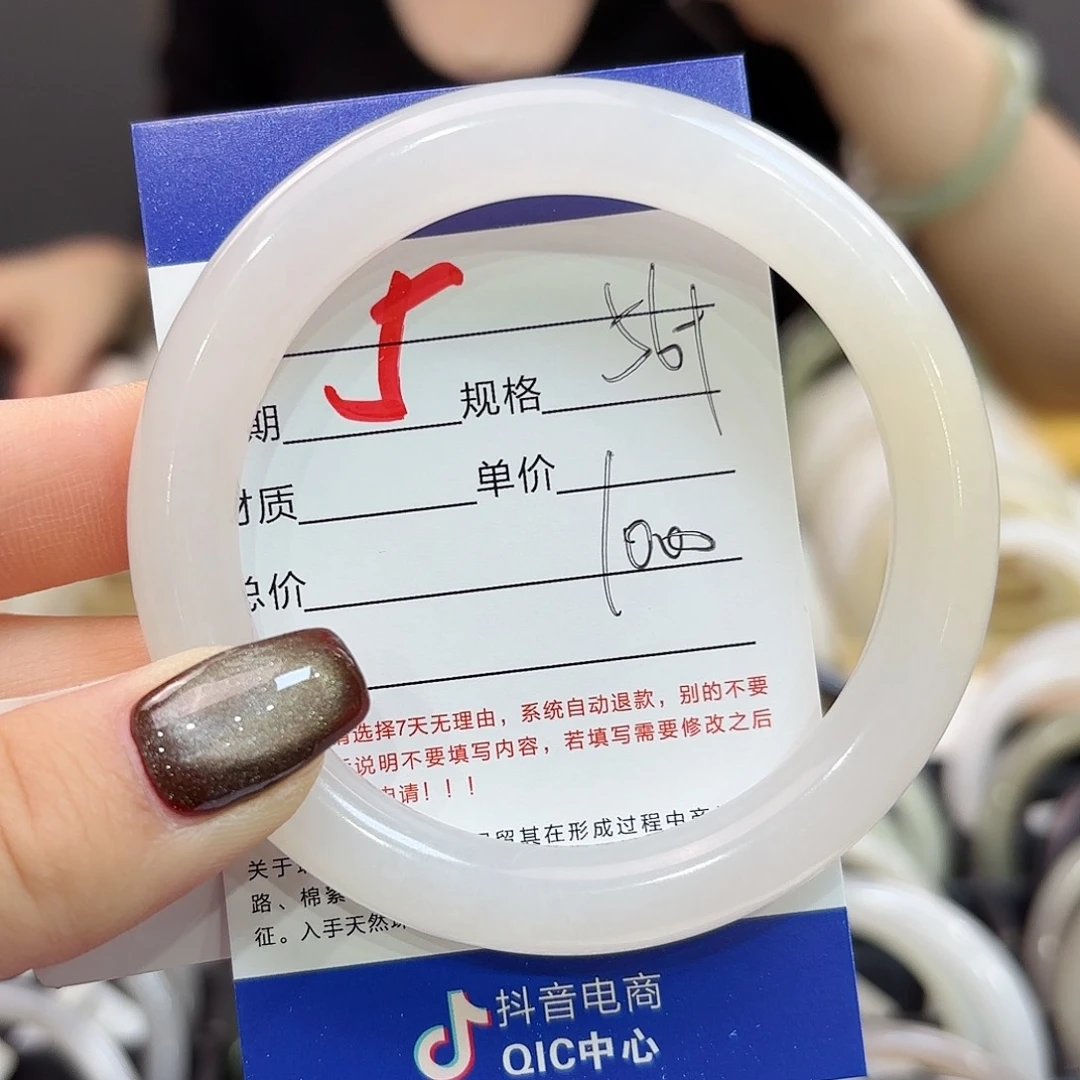 期 规格 56
材质 单价
总价 1000
请选择7天无理由，系统自动退款，别的不要
说明不要填写内容，若填写需要修改之后
申请！！！
留其在形成过程中产
关于
路、棉絮
征。入手天然
抖音电商
QIC中心